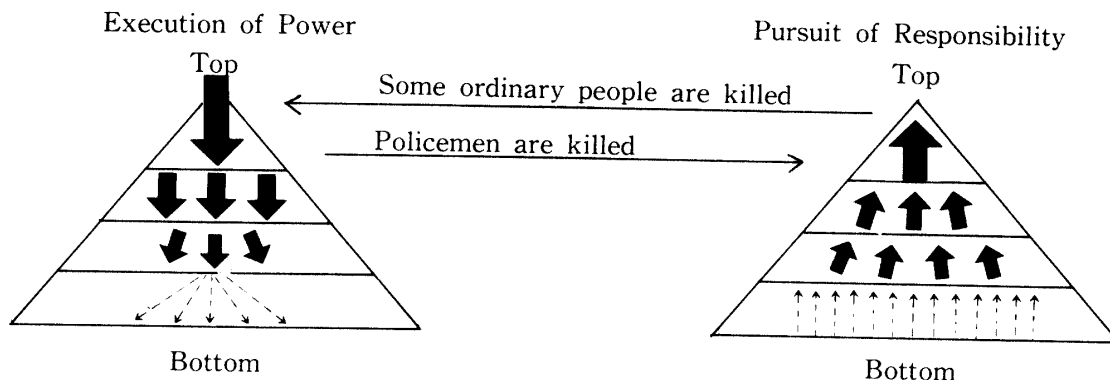 Execution of Power
Top
Pursuit of Responsibility
Top
Some ordinary people are killed
Policemen are killed
Bottom
Bottom